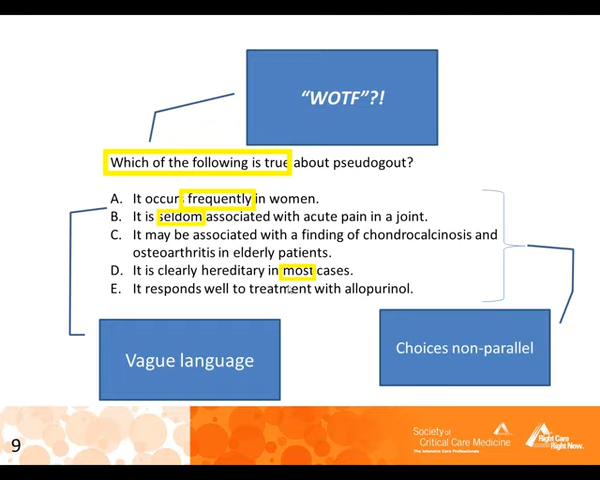 “WOTF”?!
Which of the following is true about pseudogout?
A. It occurs frequently in women.
B. It is seldom associated with acute pain in a joint.
C. It may be associated with a finding of chondrocalcinosis and
osteoarthritis in elderly patients.
D. It is clearly hereditary in most cases.
E. It responds well to treatment with allopurinol.
Vague language
Choices non-parallel
9
Society of
Critical Care Medicine
The Intensive Care Professionals
Right Care
Right Now.